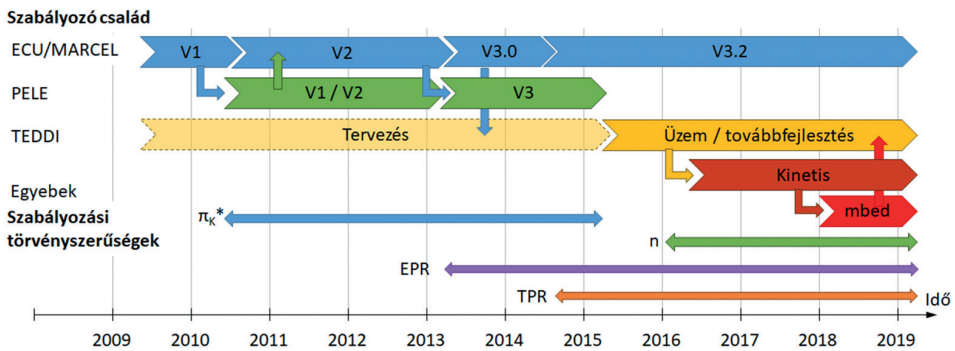 Szabályozó család
ECU/MARCEL V1 V2 V3.0 V3.2
PELE V1 / V2 V3
TEDDI Tervezés Üzem / továbbfejlesztés
Kinetis
Egyebek mbed
Szabályozási törvényszerűségek
π_K*
n
EPR
TPR
Idő
2009 2010 2011 2012 2013 2014 2015 2016 2017 2018 2019